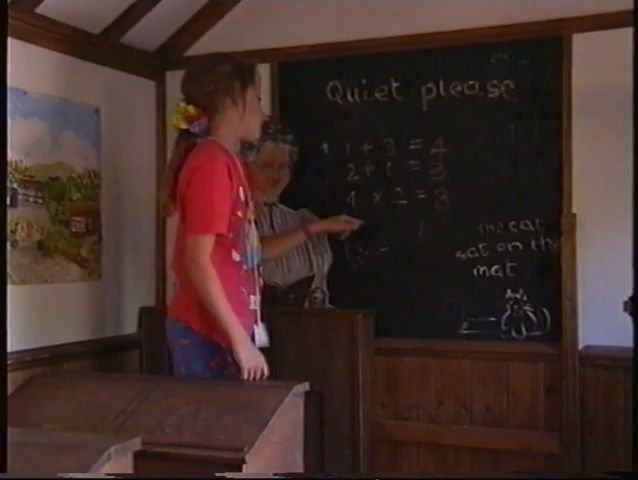 Quiet please
1 + 3 = 4
2 + 1 = 3
4 x 2 = 8
the cat
sat on the
mat